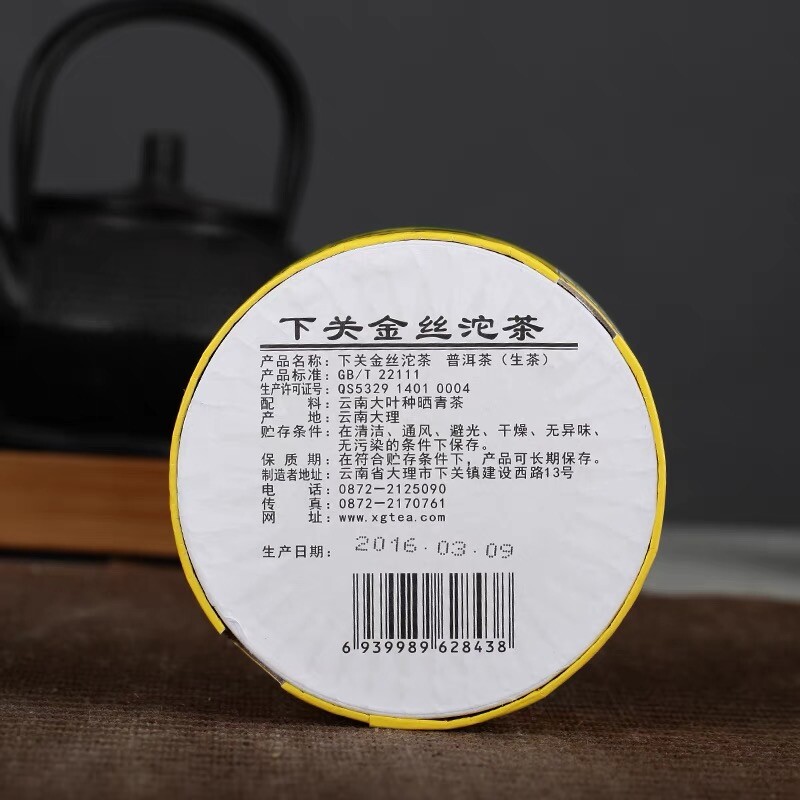 下关金丝沱茶
产品名称：下关金丝沱茶 普洱茶（生茶）
产品标准：GB/T 22111
生产许可证号：QS5329 1401 0004
配 料：云南大叶种晒青茶
产 地：云南大理
贮存条件：在清洁、通风、避光、干燥、无异味、
无污染的条件下保存。
保 质 期：在符合贮存条件下，产品可长期保存。
制造者地址：云南省大理市下关镇建设西路13号
电 话：0872－2125090
传 真：0872－2170761
网 址：www.xgtea.com
生产日期：2016.03.09
6 939989 628438